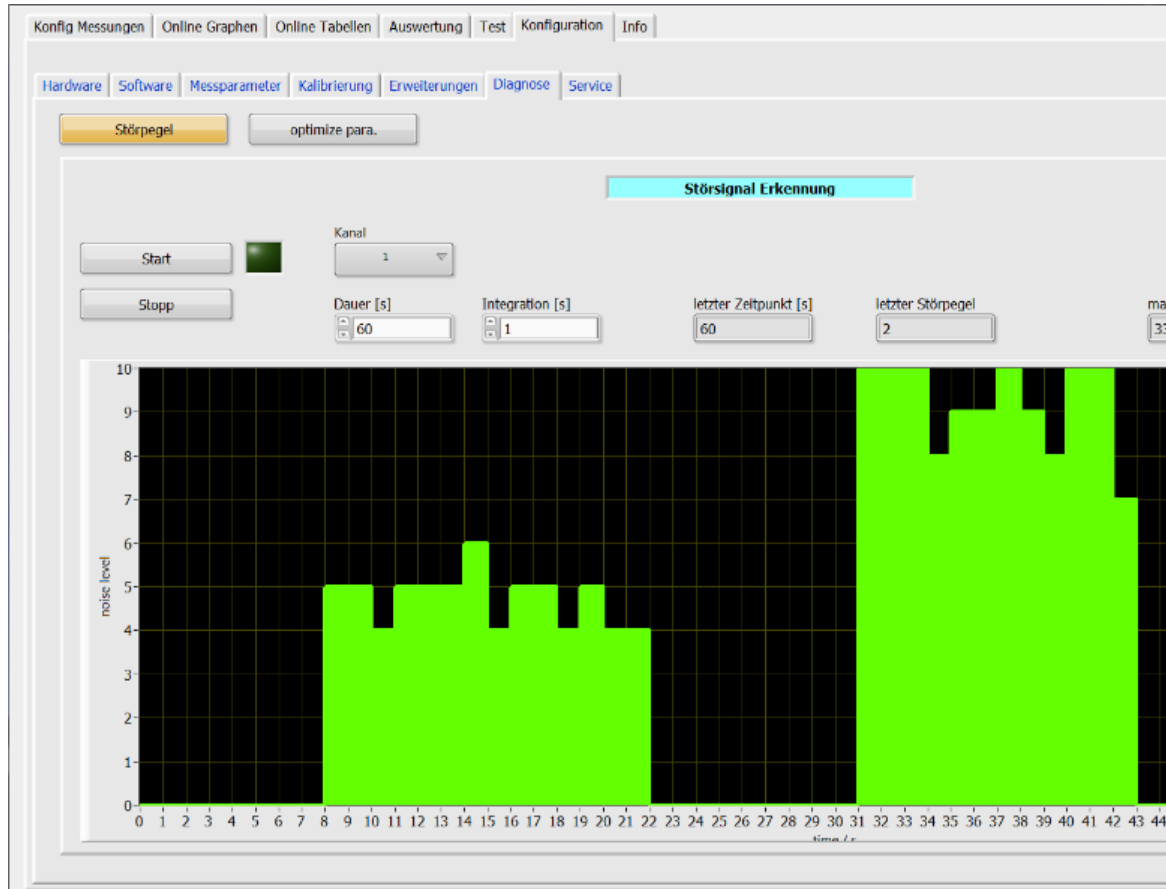 Konfig Messungen Online Graphen Online Tabellen Auswertung Test Konfiguration Info
Hardware Software Messparameter Kalibrierung Erweiterungen Diagnose Service
Störpegel optimize para.
Störsignal Erkennung
Kanal
Start 1
Stopp
Dauer [s] Integration [s] letzter Zeitpunkt [s] letzter Störpegel ma
60 1 60 2 33
10
9
8
7
6
5
4
3
2
1
0
noise level
0 1 2 3 4 5 6 7 8 9 10 11 12 13 14 15 16 17 18 19 20 21 22 23 24 25 26 27 28 29 30 31 32 33 34 35 36 37 38 39 40 41 42 43 44
time / s